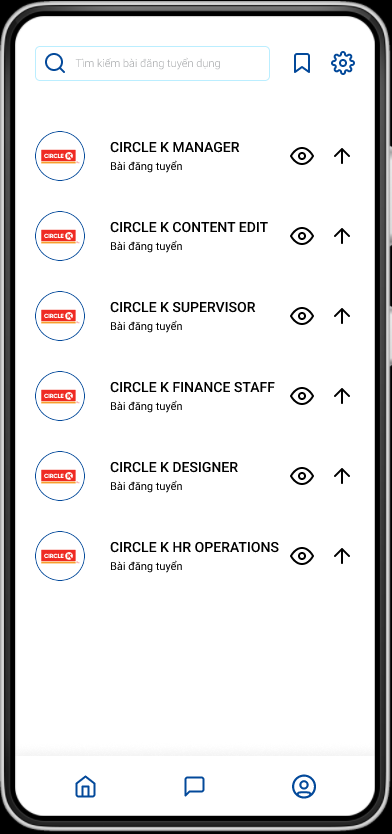 Tìm kiếm bài đăng tuyển dụng
CIRCLE K
CIRCLE K MANAGER
Bài đăng tuyển
CIRCLE K
CIRCLE K CONTENT EDIT
Bài đăng tuyển
CIRCLE K
CIRCLE K SUPERVISOR
Bài đăng tuyển
CIRCLE K
CIRCLE K FINANCE STAFF
Bài đăng tuyển
CIRCLE K
CIRCLE K DESIGNER
Bài đăng tuyển
CIRCLE K
CIRCLE K HR OPERATIONS
Bài đăng tuyển